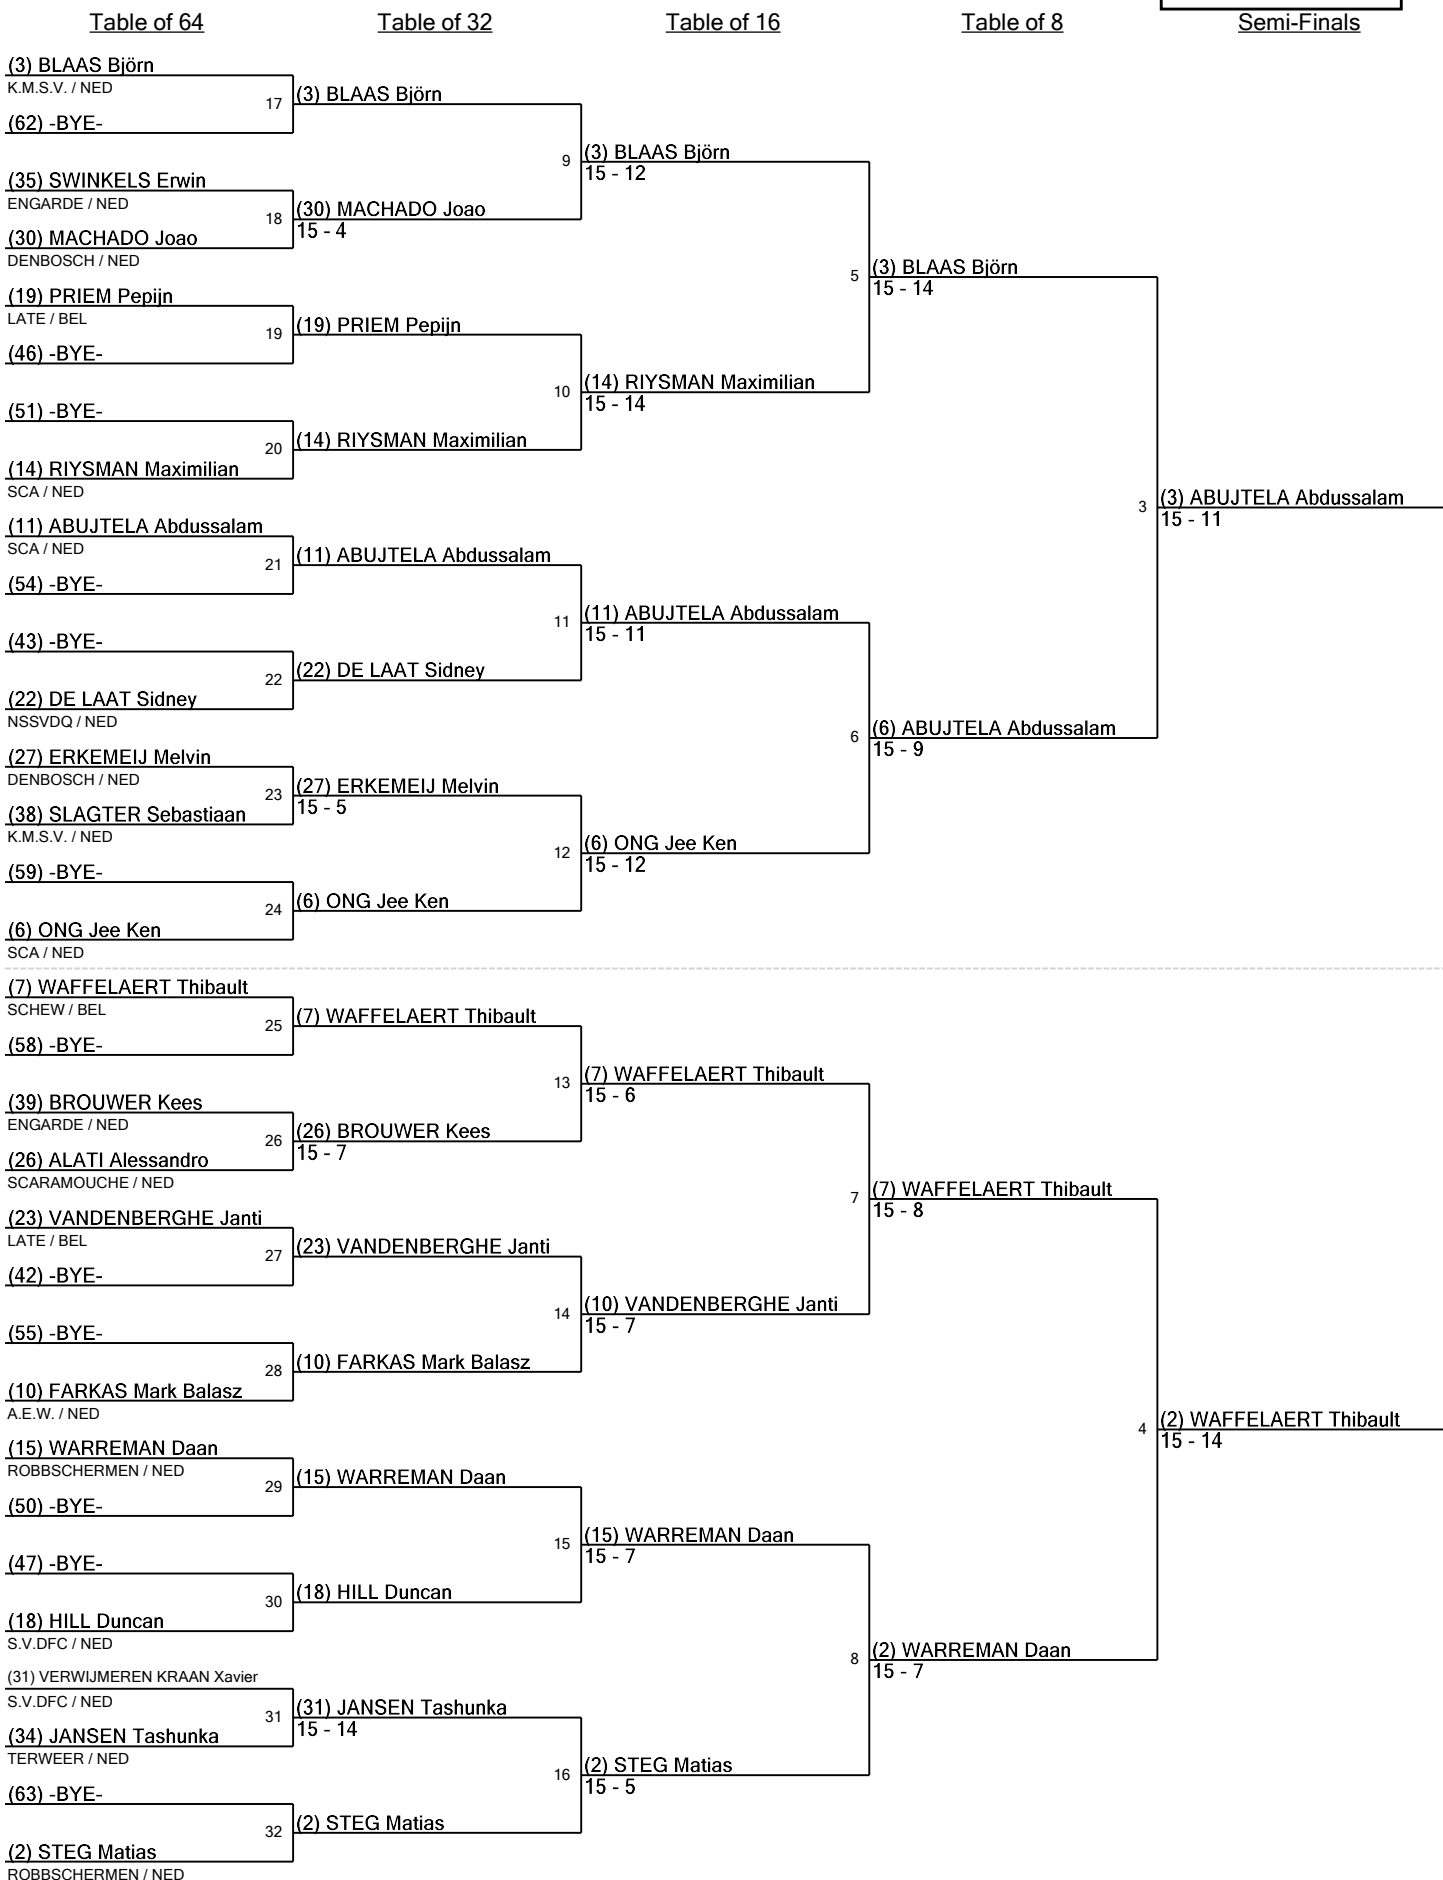 Table of 64
Table of 32
Table of 16
Table of 8
Semi-Finals
(3) BLAAS Björn
K.M.S.V. / NED
17
(62) -BYE-
(35) SWINKELS Erwin
ENGARDE / NED
18
(30) MACHADO Joao
DENBOSCH / NED
(19) PRIEM Pepijn
LATE / BEL
19
(46) -BYE-
(51) -BYE-
20
(14) RIYSMAN Maximilian
SCA / NED
(11) ABUJTELA Abdussalam
SCA / NED
21
(54) -BYE-
(43) -BYE-
22
(22) DE LAAT Sidney
NSSVDQ / NED
(27) ERKEMEIJ Melvin
DENBOSCH / NED
23
(38) SLAGTER Sebastiaan
K.M.S.V. / NED
(59) -BYE-
24
(6) ONG Jee Ken
SCA / NED
(7) WAFFELAERT Thibault
SCHEW / BEL
25
(58) -BYE-
(39) BROUWER Kees
ENGARDE / NED
26
(26) ALATI Alessandro
SCARAMOUCHE / NED
(23) VANDENBERGHE Janti
LATE / BEL
27
(42) -BYE-
(55) -BYE-
28
(10) FARKAS Mark Balasz
A.E.W. / NED
(15) WARREMAN Daan
ROBBSCHERMEN / NED
29
(50) -BYE-
(47) -BYE-
30
(18) HILL Duncan
S.V.DFC / NED
(31) VERWIJMEREN KRAAN Xavier
S.V.DFC / NED
31
(34) JANSEN Tashunka
TERWEER / NED
(63) -BYE-
32
(2) STEG Matias
ROBBSCHERMEN / NED
(3) BLAAS Björn
9
(30) MACHADO Joao
15 - 4
(19) PRIEM Pepijn
10
(14) RIYSMAN Maximilian
(11) ABUJTELA Abdussalam
11
(22) DE LAAT Sidney
(27) ERKEMEIJ Melvin
15 - 5
12
(6) ONG Jee Ken
(7) WAFFELAERT Thibault
13
(26) BROUWER Kees
15 - 7
(23) VANDENBERGHE Janti
14
(10) FARKAS Mark Balasz
(15) WARREMAN Daan
15
(18) HILL Duncan
(31) JANSEN Tashunka
15 - 14
16
(2) STEG Matias
(3) BLAAS Björn
15 - 12
5
(14) RIYSMAN Maximilian
15 - 14
(11) ABUJTELA Abdussalam
15 - 11
6
(6) ONG Jee Ken
15 - 12
(7) WAFFELAERT Thibault
15 - 6
7
(10) VANDENBERGHE Janti
15 - 7
(15) WARREMAN Daan
15 - 7
8
(2) STEG Matias
15 - 5
(3) BLAAS Björn
15 - 14
3
(6) ABUJTELA Abdussalam
15 - 9
(7) WAFFELAERT Thibault
15 - 8
4
(2) WARREMAN Daan
15 - 7
(3) ABUJTELA Abdussalam
15 - 11
(2) WAFFELAERT Thibault
15 - 14